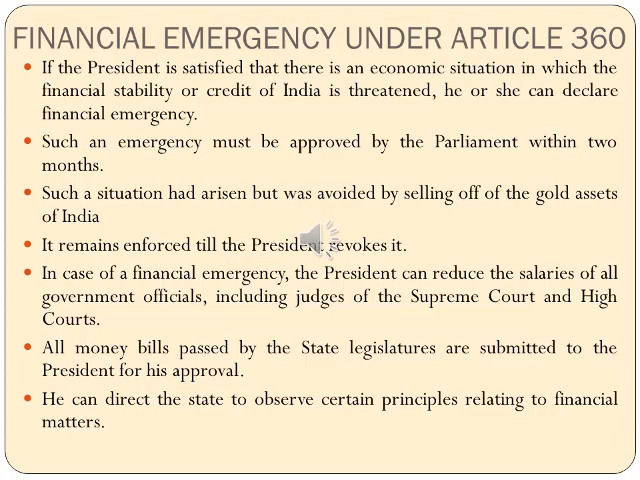 FINANCIAL EMERGENCY UNDER ARTICLE 360
• If the President is satisfied that there is an economic situation in which the
financial stability or credit of India is threatened, he or she can declare
financial emergency.
• Such an emergency must be approved by the Parliament within two
months.
• Such a situation had arisen but was avoided by selling off of the gold assets
of India
• It remains enforced till the President revokes it.
• In case of a financial emergency, the President can reduce the salaries of all
government officials, including judges of the Supreme Court and High
Courts.
• All money bills passed by the State legislatures are submitted to the
President for his approval.
• He can direct the state to observe certain principles relating to financial
matters.